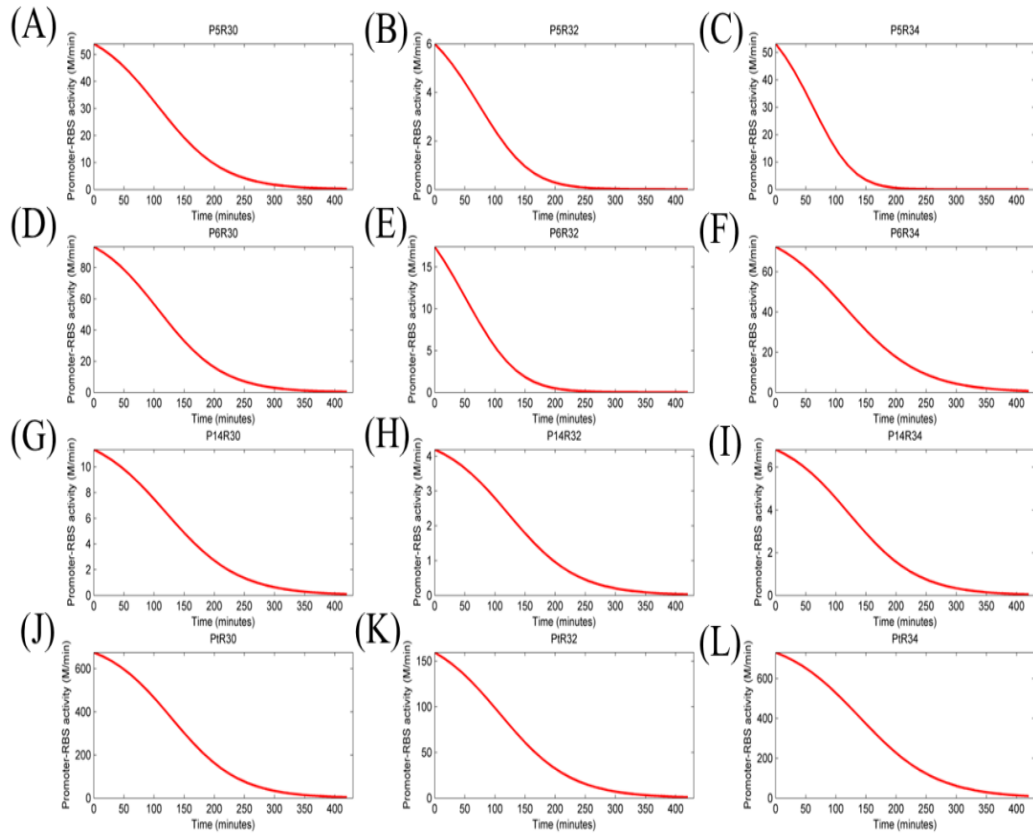 (A)
P5R30
Promoter-RBS activity (M/min)
50
40
30
20
10
0
0 50 100 150 200 250 300 350 400
Time (minutes)
(B)
P5R32
Promoter-RBS activity (M/min)
6
4
2
0
0 50 100 150 200 250 300 350 400
Time (minutes)
(C)
P5R34
Promoter-RBS activity (M/min)
50
40
30
20
10
0
0 50 100 150 200 250 300 350 400
Time (minutes)
(D)
P6R30
Promoter-RBS activity (M/min)
80
60
40
20
0
0 50 100 150 200 250 300 350 400
Time (minutes)
(E)
P6R32
Promoter-RBS activity (M/min)
15
10
5
0
0 50 100 150 200 250 300 350 400
Time (minutes)
(F)
P6R34
Promoter-RBS activity (M/min)
60
40
20
0
0 50 100 150 200 250 300 350 400
Time (minutes)
(G)
P14R30
Promoter-RBS activity (M/min)
10
8
6
4
2
0
0 50 100 150 200 250 300 350 400
Time (minutes)
(H)
P14R32
Promoter-RBS activity (M/min)
4
3
2
1
0
0 50 100 150 200 250 300 350 400
Time (minutes)
(I)
P14R34
Promoter-RBS activity (M/min)
6
4
2
0
0 50 100 150 200 250 300 350 400
Time (minutes)
(J)
PtR30
Promoter-RBS activity (M/min)
600
400
200
0
0 50 100 150 200 250 300 350 400
Time (minutes)
(K)
PtR32
Promoter-RBS activity (M/min)
150
100
50
0
0 50 100 150 200 250 300 350 400
Time (minutes)
(L)
PtR34
Promoter-RBS activity (M/min)
600
400
200
0
0 50 100 150 200 250 300 350 400
Time (minutes)